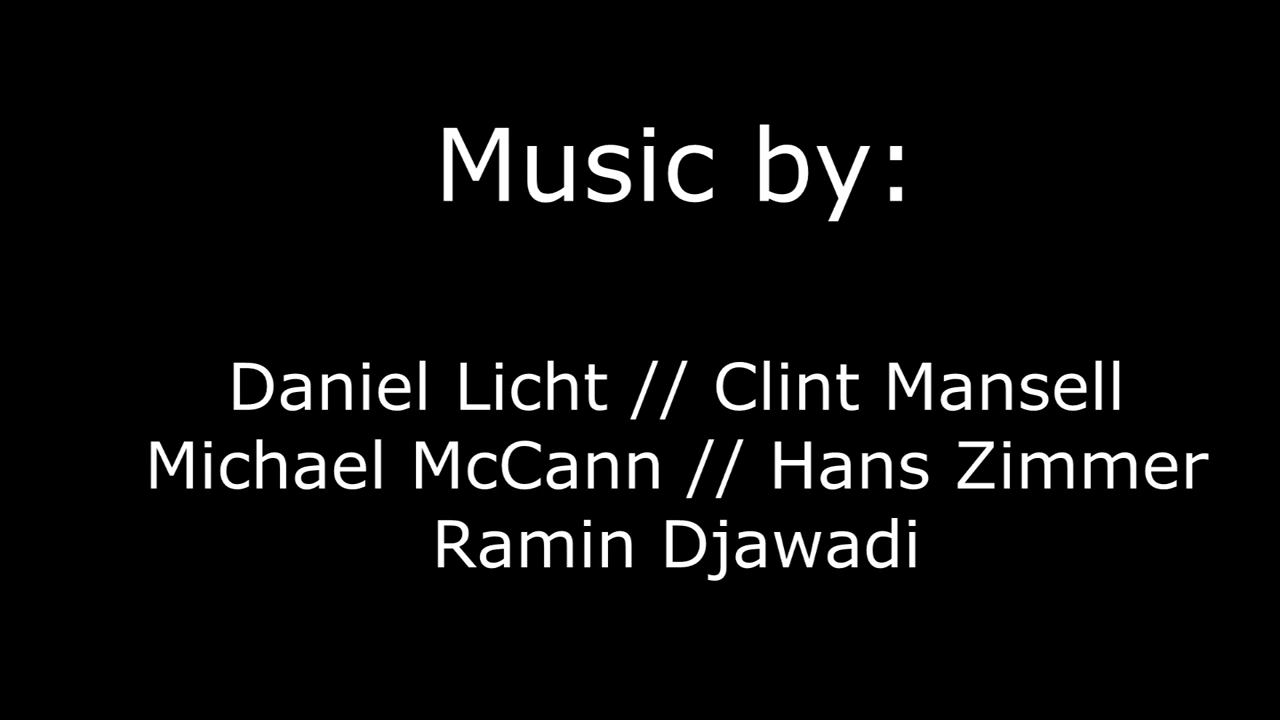 Music by:
Daniel Licht // Clint Mansell
Michael McCann // Hans Zimmer
Ramin Djawadi